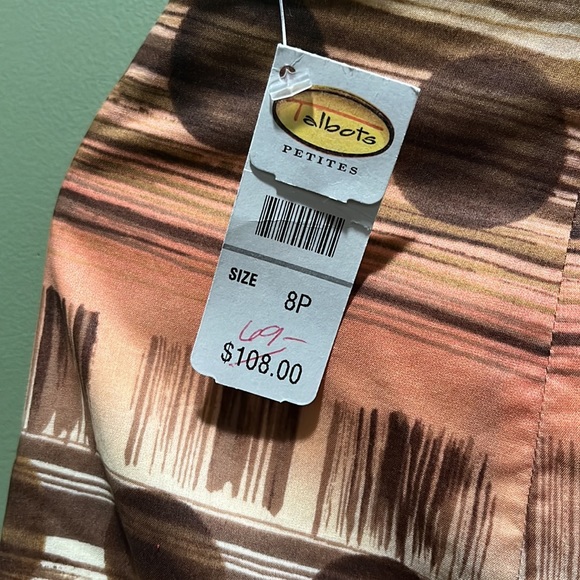 Talbots
PETITES
SIZE 8P
69-
$108.00